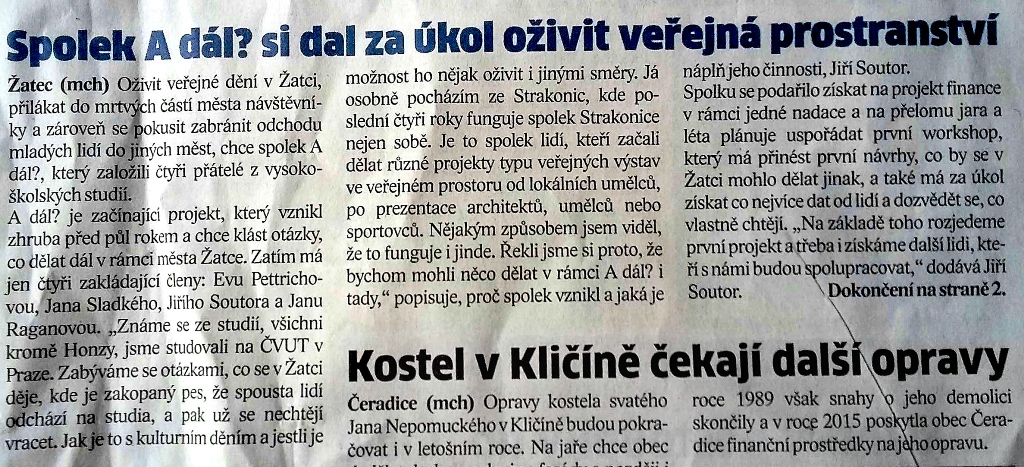 Spolek A dál? si dal za úkol oživit veřejná prostranství
Žatec (mch) Oživit veřejné dění v Žatci,
přilákat do mrtvých částí města návštěvní-
ky a zároveň se pokusit zabránit odchodu
mladých lidí do jiných měst, chce spolek A
dál?, který založili čtyři přátelé z vysoko-
školských studií.
A dál? je začínající projekt, který vznikl
zhruba před půl rokem a chce klást otázky,
co dělat dál v rámci města Žatce. Zatím má
jen čtyři zakládající členy: Evu Pettricho-
vou, Jana Sladkého, Jiřího Soutora a Janu
Raganovou. „Známe se ze studií, všichni
kromě Honzy, jsme studovali na ČVUT v
Praze. Zabýváme se otázkami, co se v Žatci
děje, kde je zakopaný pes, že spousta lidí
odchází na studia, a pak už se nechtějí
vracet. Jak je to s kulturním děním a jestli je
možnost ho nějak oživit i jinými směry. Já
osobně pocházím ze Strakonic, kde po-
slední čtyři roky funguje spolek Strakonice
nejen sobě. Je to spolek lidí, kteří začali
dělat různé projekty typu veřejných výstav
ve veřejném prostoru od lokálních umělců,
po prezentace architektů, umělců nebo
sportovců. Nějakým způsobem jsem viděl,
že to funguje i jinde. Řekli jsme si proto, že
bychom mohli něco dělat v rámci A dál? i
tady,“ popisuje, proč spolek vznikl a jaká je
náplň jeho činnosti, Jiří Soutor.
Spolku se podařilo získat na projekt finance
v rámci jedné nadace a na přelomu jara a
léta plánuje uspořádat první workshop,
který má přinést první návrhy, co by se v
Žatci mohlo dělat jinak, a také má za úkol
získat co nejvíce dat od lidí a dozvědět se, co
vlastně chtějí. „Na základě toho rozjedeme
první projekt a třeba i získáme další lidi, kte-
ří s námi budou spolupracovat,“ dodává Jiří
Soutor. Dokončení na straně 2.
Kostel v Kličíně čekají další opravy
Čeradice (mch) Opravy kostela svatého
Jana Nepomuckého v Kličíně budou pokra-
čovat i v letošním roce. Na jaře chce obec
roce 1989 však snahy o jeho demolici
skončily a v roce 2015 poskytla obec Čera-
dice finanční prostředky na jeho opravu.